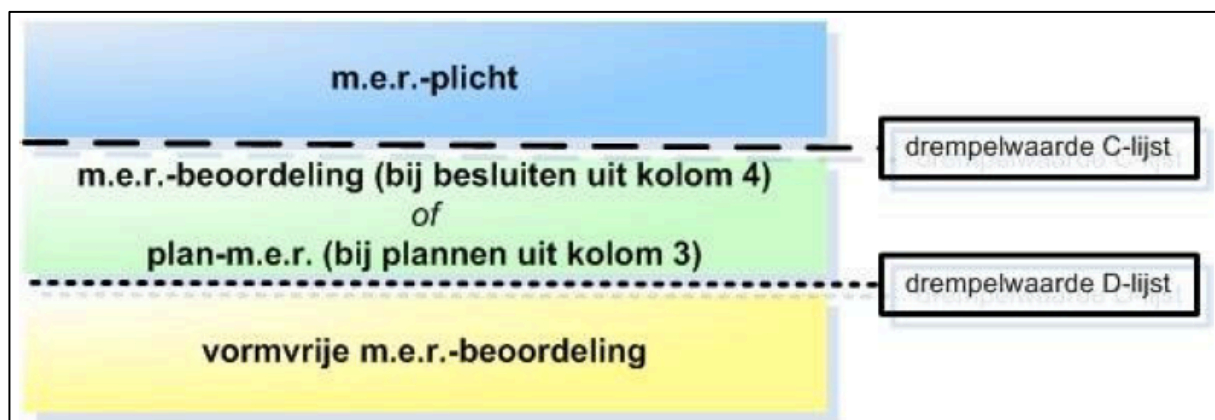 m.e.r.-plicht
drempelwaarde C-lijst
m.e.r.-beoordeling (bij besluiten uit kolom 4)
of
plan-m.e.r. (bij plannen uit kolom 3)
drempelwaarde D-lijst
vormvrije m.e.r.-beoordeling